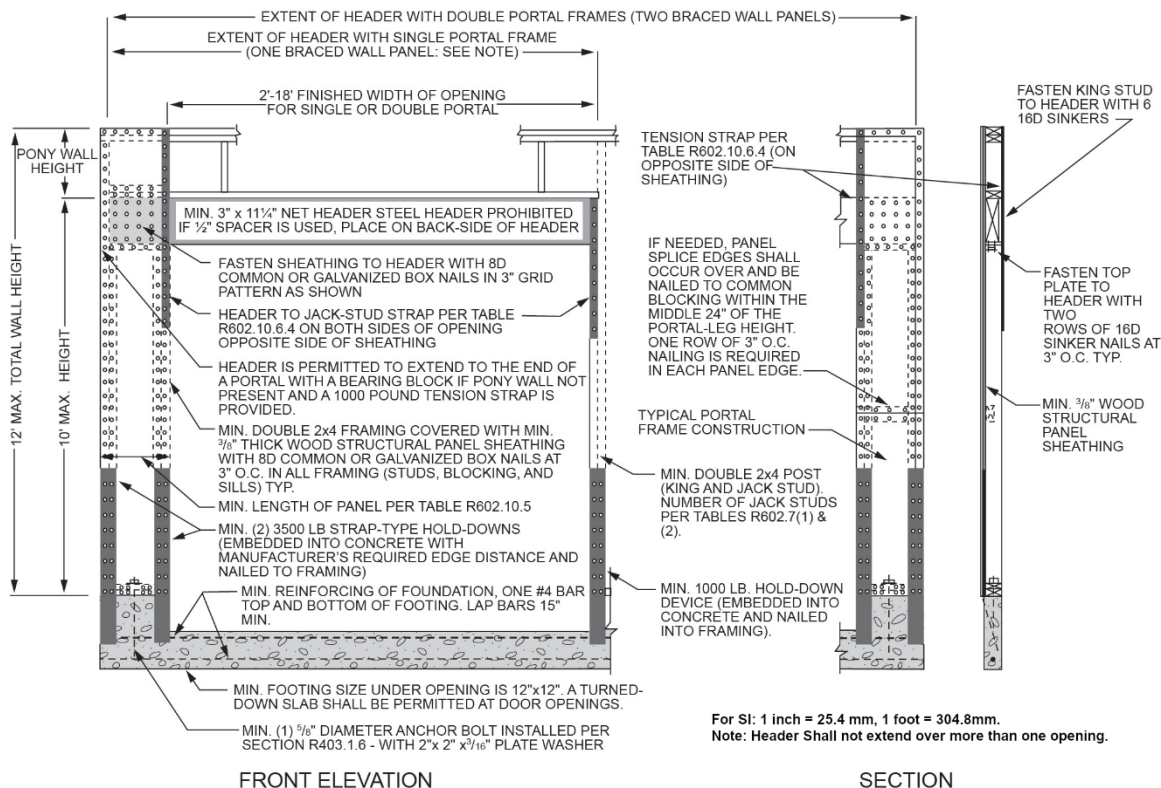 EXTENT OF HEADER WITH DOUBLE PORTAL FRAMES (TWO BRACED WALL PANELS)
EXTENT OF HEADER WITH SINGLE PORTAL FRAME
(ONE BRACED WALL PANEL: SEE NOTE)
2'-18' FINISHED WIDTH OF OPENING
FOR SINGLE OR DOUBLE PORTAL
PONY WALL
HEIGHT
12' MAX. TOTAL WALL HEIGHT
10' MAX. HEIGHT
MIN. 3" x 11¼" NET HEADER STEEL HEADER PROHIBITED
IF ½" SPACER IS USED, PLACE ON BACK-SIDE OF HEADER
FASTEN SHEATHING TO HEADER WITH 8D
COMMON OR GALVANIZED BOX NAILS IN 3" GRID
PATTERN AS SHOWN
HEADER TO JACK-STUD STRAP PER TABLE
R602.10.6.4 ON BOTH SIDES OF OPENING
OPPOSITE SIDE OF SHEATHING
HEADER IS PERMITTED TO EXTEND TO THE END OF
A PORTAL WITH A BEARING BLOCK IF PONY WALL NOT
PRESENT AND A 1000 POUND TENSION STRAP IS
PROVIDED.
MIN. DOUBLE 2x4 FRAMING COVERED WITH MIN.
3/8" THICK WOOD STRUCTURAL PANEL SHEATHING
WITH 8D COMMON OR GALVANIZED BOX NAILS AT
3" O.C. IN ALL FRAMING (STUDS, BLOCKING, AND
SILLS) TYP.
MIN. LENGTH OF PANEL PER TABLE R602.10.5
MIN. (2) 3500 LB STRAP-TYPE HOLD-DOWNS
(EMBEDDED INTO CONCRETE WITH
MANUFACTURER'S REQUIRED EDGE DISTANCE AND
NAILED TO FRAMING)
MIN. REINFORCING OF FOUNDATION, ONE #4 BAR
TOP AND BOTTOM OF FOOTING. LAP BARS 15"
MIN.
MIN. FOOTING SIZE UNDER OPENING IS 12"x12". A TURNED-
DOWN SLAB SHALL BE PERMITTED AT DOOR OPENINGS.
MIN. (1) 5/8" DIAMETER ANCHOR BOLT INSTALLED PER
SECTION R403.1.6 - WITH 2"x 2" x3/16" PLATE WASHER
FRONT ELEVATION
TENSION STRAP PER
TABLE R602.10.6.4 (ON
OPPOSITE SIDE OF
SHEATHING)
IF NEEDED, PANEL
SPLICE EDGES SHALL
OCCUR OVER AND BE
NAILED TO COMMON
BLOCKING WITHIN THE
MIDDLE 24" OF THE
PORTAL-LEG HEIGHT.
ONE ROW OF 3" O.C.
NAILING IS REQUIRED
IN EACH PANEL EDGE.
TYPICAL PORTAL
FRAME CONSTRUCTION
MIN. DOUBLE 2x4 POST
(KING AND JACK STUD).
NUMBER OF JACK STUDS
PER TABLES R602.7(1) &
(2).
MIN. 1000 LB. HOLD-DOWN
DEVICE (EMBEDDED INTO
CONCRETE AND NAILED
INTO FRAMING).
FASTEN KING STUD
TO HEADER WITH 6
16D SINKERS
FASTEN TOP
PLATE TO
HEADER WITH
TWO
ROWS OF 16D
SINKER NAILS AT
3" O.C. TYP.
MIN. 3/8" WOOD
STRUCTURAL
PANEL
SHEATHING
For SI: 1 inch = 25.4 mm, 1 foot = 304.8mm.
Note: Header Shall not extend over more than one opening.
SECTION